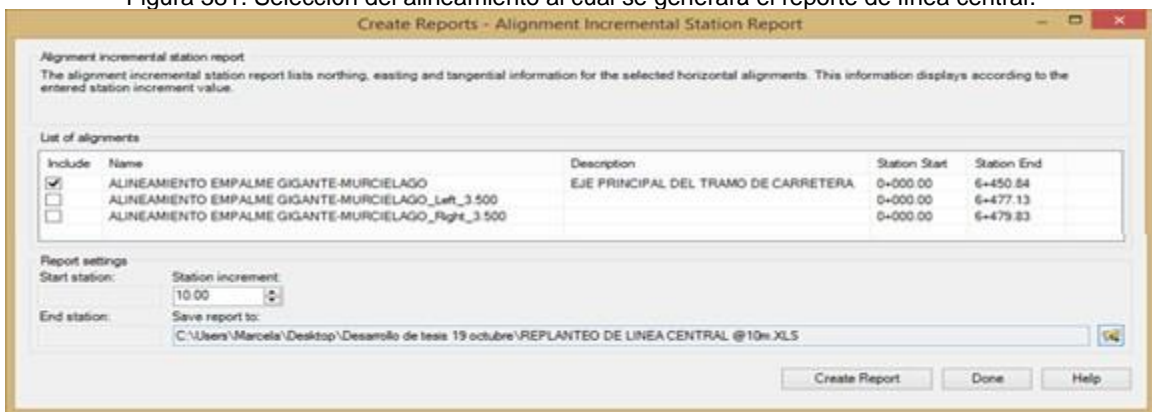 Figura 381. Selección del alineamiento al cual se generará el reporte de línea central.
Create Reports - Alignment Incremental Station Report
Alignment incremental station report
The alignment incremental station report lists northing, easting and tangential information for the selected horizontal alignments. This information displays according to the
entered station increment value.
List of alignments
Include Name Description Station Start Station End
ALINEAMIENTO EMPALME GIGANTE-MURCIELAGO EJE PRINCIPAL DEL TRAMO DE CARRETERA 0+000.00 6+450.84
ALINEAMIENTO EMPALME GIGANTE-MURCIELAGO_Left_3.500 0+000.00 6+477.13
ALINEAMIENTO EMPALME GIGANTE-MURCIELAGO_Right_3.500 0+000.00 6+479.83
Report settings
Start station: Station increment:
10.00
End station: Save report to:
C:\Users\Marcela\Desktop\Desarrollo de tesis 19 octubre\REPLANTEO DE LINEA CENTRAL @10m.XLS
Create Report Done Help